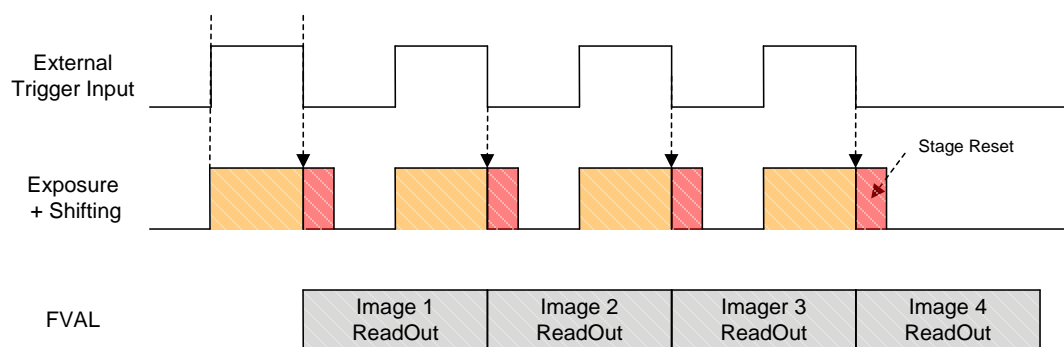 External
Trigger Input
Stage Reset
Exposure
+ Shifting
FVAL
Image 1
ReadOut
Image 2
ReadOut
Imager 3
ReadOut
Image 4
ReadOut